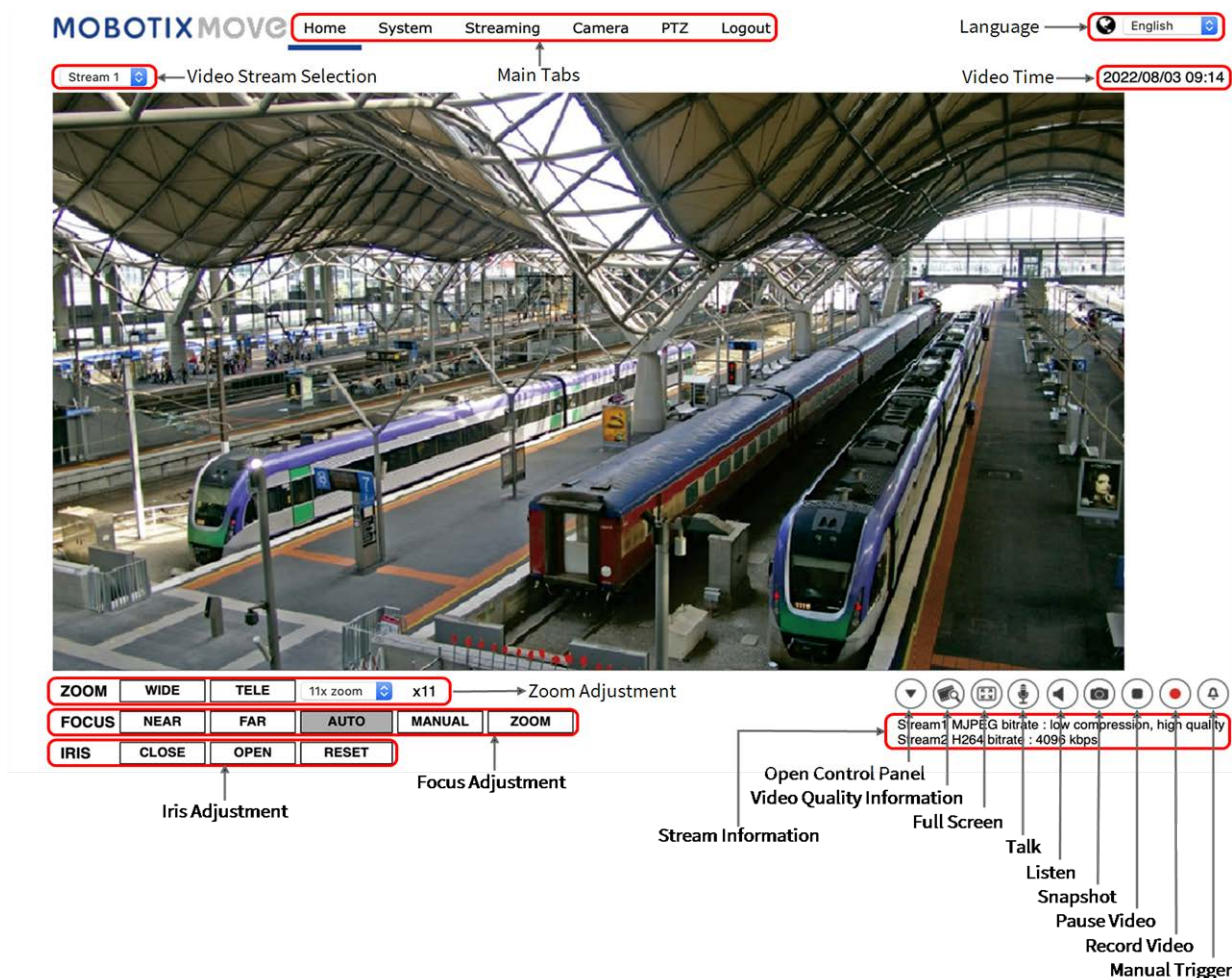 MOBOTIX MOVE
Home System Streaming Camera PTZ Logout
Language
English
Stream 1
Video Stream Selection
Main Tabs
Video Time
2022/08/03 09:14
ZOOM WIDE TELE 11x zoom x11
Zoom Adjustment
FOCUS NEAR FAR AUTO MANUAL ZOOM
IRIS CLOSE OPEN RESET
Stream1 MJPEG bitrate : low compression, high quality
Stream2 H264 bitrate : 4096 kbps
Focus Adjustment
Iris Adjustment
Open Control Panel
Video Quality Information
Full Screen
Stream Information
Talk
Listen
Snapshot
Pause Video
Record Video
Manual Trigger